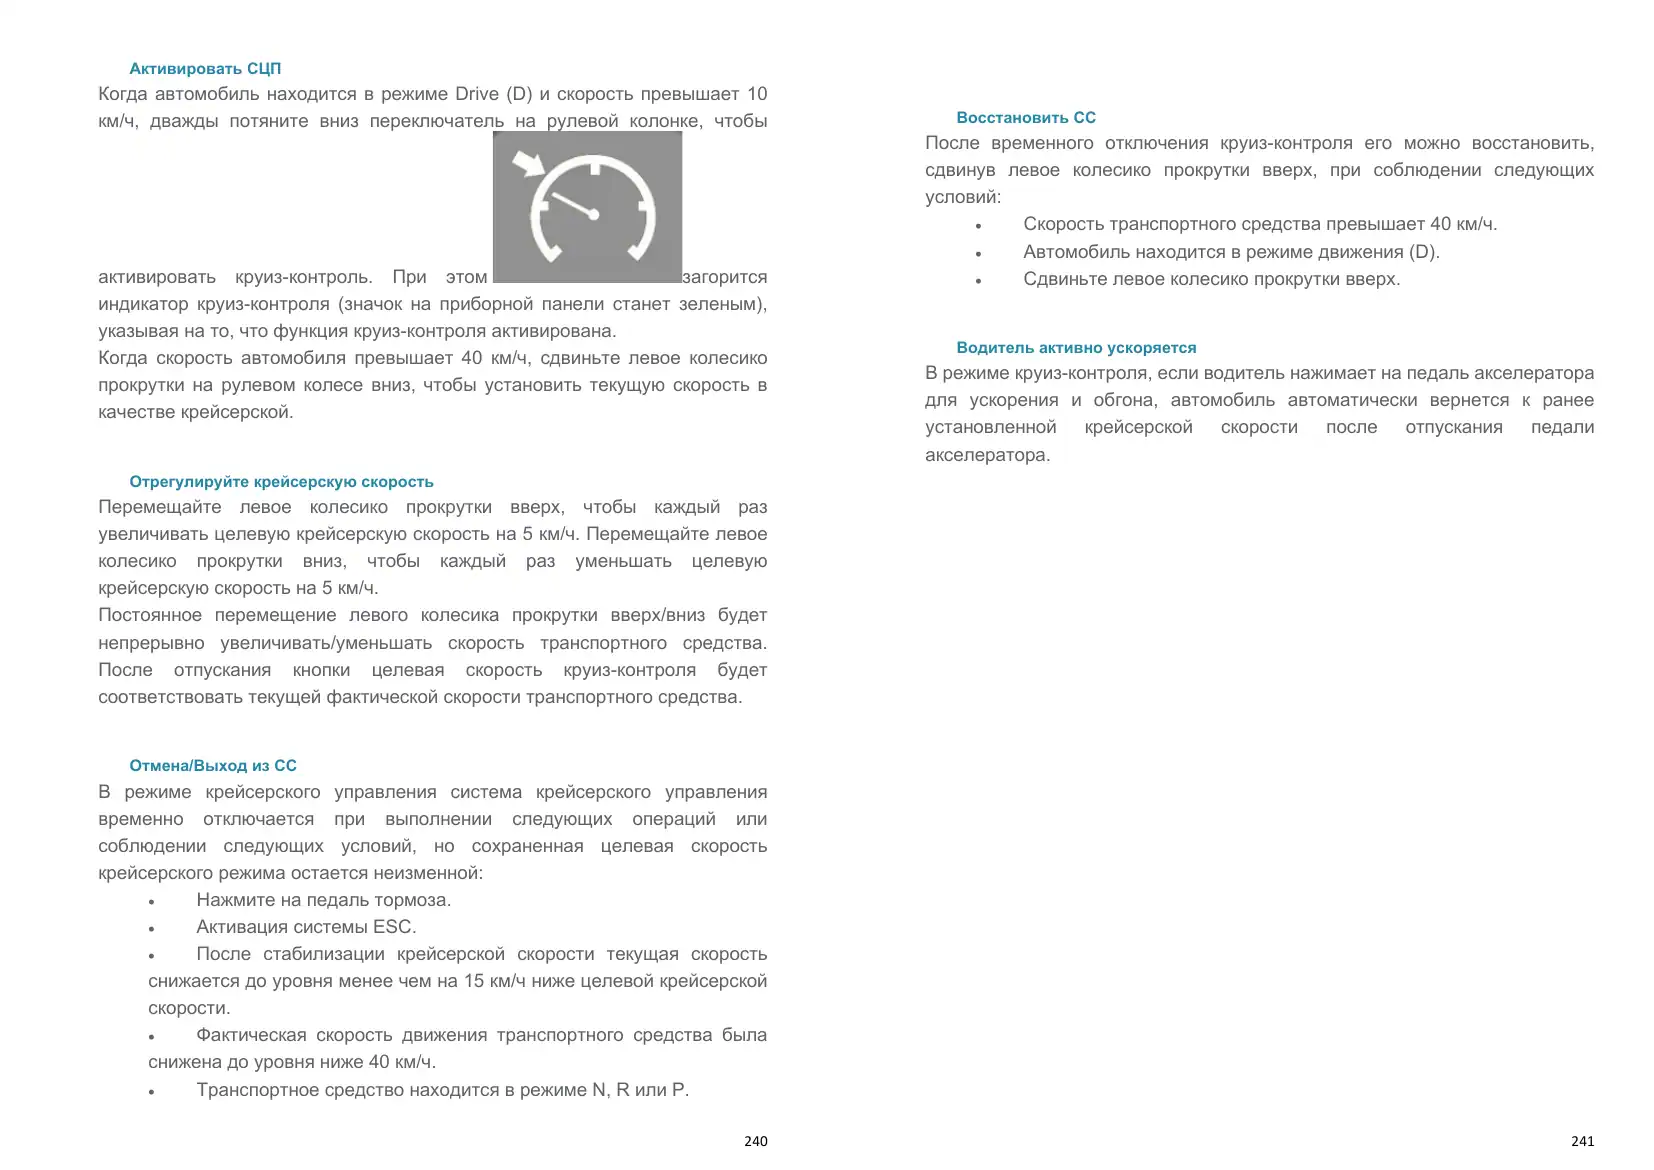 Активировать СЦП
Когда автомобиль находится в режиме Drive (D) и скорость превышает 10
км/ч, дважды потяните вниз переключатель на рулевой колонке, чтобы
активировать круиз-контроль. При этом загорится
индикатор круиз-контроля (значок на приборной панели станет зеленым),
указывая на то, что функция круиз-контроля активирована.
Когда скорость автомобиля превышает 40 км/ч, сдвиньте левое колесико
прокрутки на рулевом колесе вниз, чтобы установить текущую скорость в
качестве крейсерской.
Отрегулируйте крейсерскую скорость
Перемещайте левое колесико прокрутки вверх, чтобы каждый раз
увеличивать целевую крейсерскую скорость на 5 км/ч. Перемещайте левое
колесико прокрутки вниз, чтобы каждый раз уменьшать целевую
крейсерскую скорость на 5 км/ч.
Постоянное перемещение левого колесика прокрутки вверх/вниз будет
непрерывно увеличивать/уменьшать скорость транспортного средства.
После отпускания кнопки целевая скорость круиз-контроля будет
соответствовать текущей фактической скорости транспортного средства.
Отмена/Выход из CC
В режиме крейсерского управления система крейсерского управления
временно отключается при выполнении следующих операций или
соблюдении следующих условий, но сохраненная целевая скорость
крейсерского режима остается неизменной:
• Нажмите на педаль тормоза.
• Активация системы ESC.
• После стабилизации крейсерской скорости текущая скорость
снижается до уровня менее чем на 15 км/ч ниже целевой крейсерской
скорости.
• Фактическая скорость движения транспортного средства была
снижена до уровня ниже 40 км/ч.
• Транспортное средство находится в режиме N, R или P.
240
Восстановить CC
После временного отключения круиз-контроля его можно восстановить,
сдвинув левое колесико прокрутки вверх, при соблюдении следующих
условий:
• Скорость транспортного средства превышает 40 км/ч.
• Автомобиль находится в режиме движения (D).
• Сдвиньте левое колесико прокрутки вверх.
Водитель активно ускоряется
В режиме круиз-контроля, если водитель нажимает на педаль акселератора
для ускорения и обгона, автомобиль автоматически вернется к ранее
установленной крейсерской скорости после отпускания педали
акселератора.
241